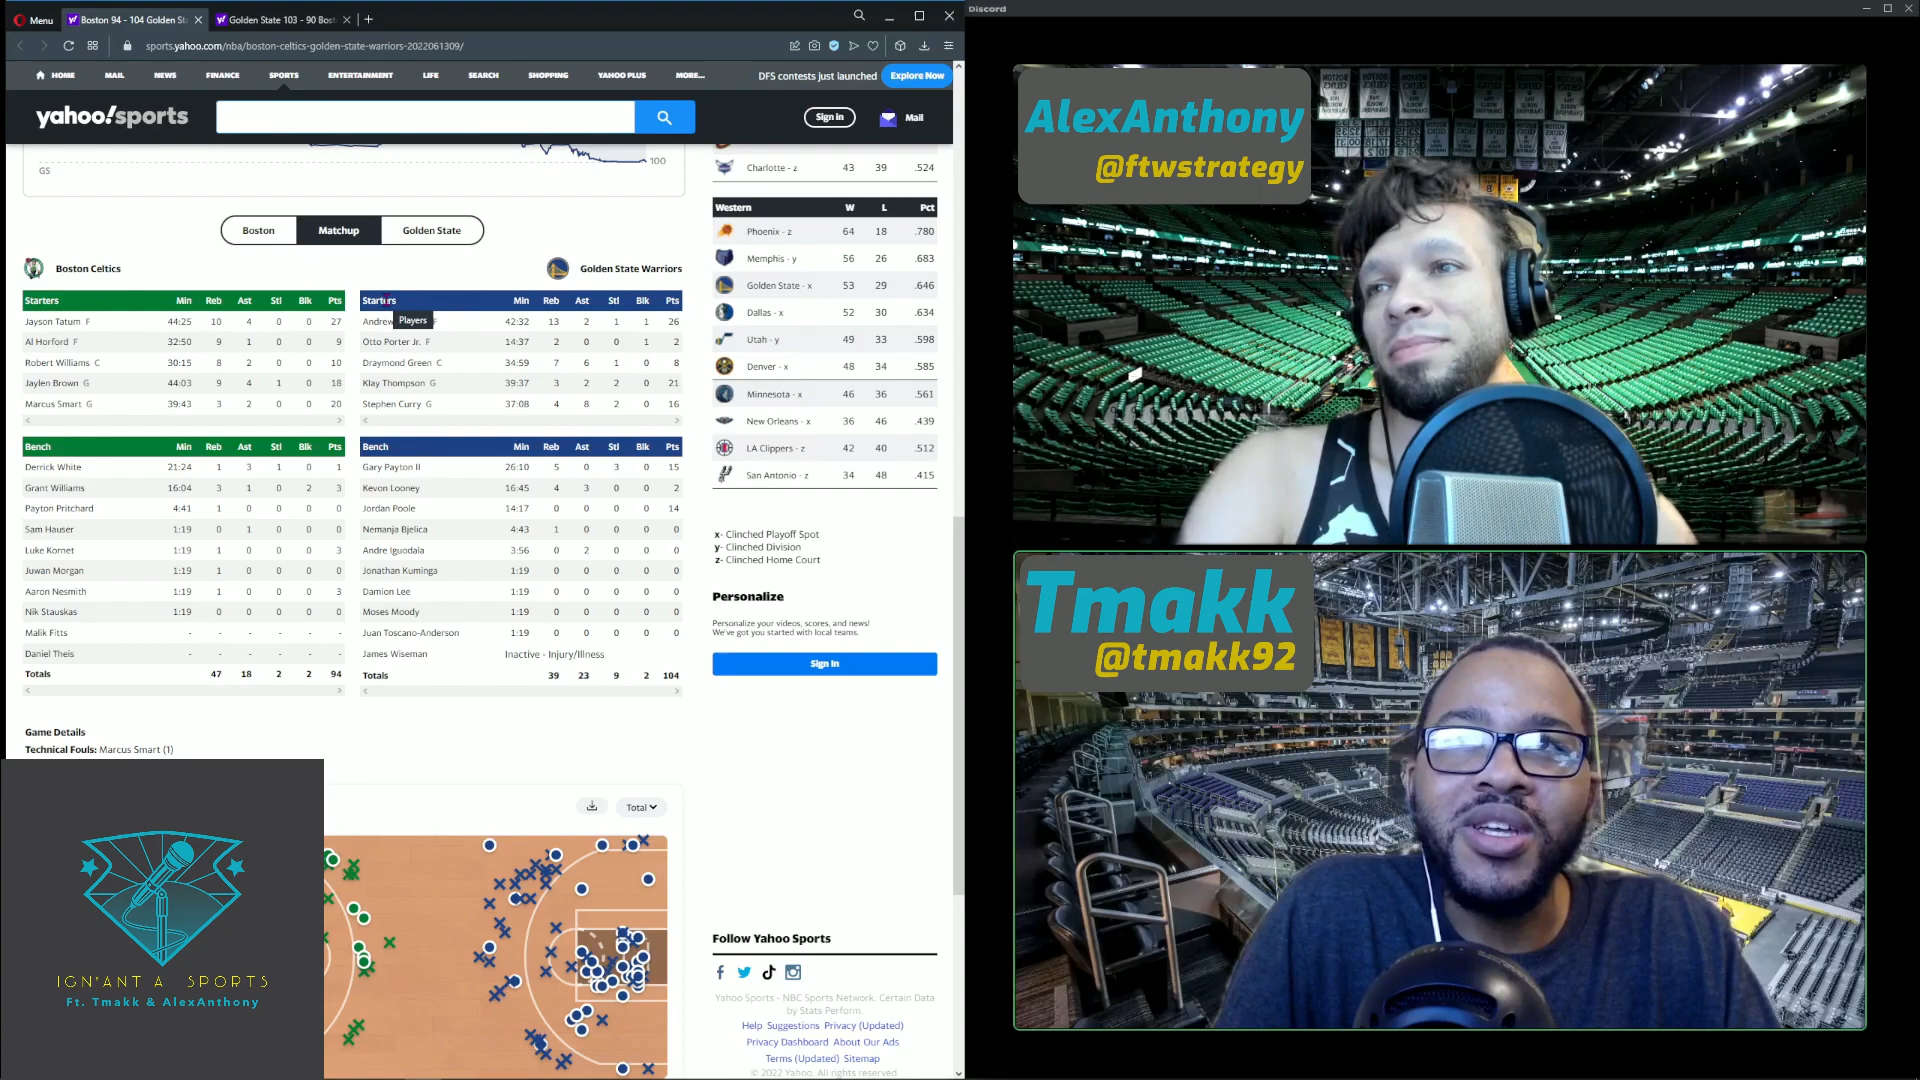 Menu
Boston 94 - 104 Golden St
Golden State 103 - 90 Bost
sports.yahoo.com/nba/boston-celtics-golden-state-warriors-2022061309/
HOME MAIL NEWS FINANCE SPORTS ENTERTAINMENT LIFE SEARCH SHOPPING YAHOO PLUS MORE...
DFS contests just launched Explore Now
yahoo!sports
Sign in Mail
GS
100
Boston Matchup Golden State
Boston Celtics
Golden State Warriors
Starters Min Reb Ast Stl Blk Pts
Jayson Tatum F 44:25 10 4 0 0 27
Al Horford F 32:50 9 1 0 0 9
Robert Williams C 30:15 8 2 0 0 10
Jaylen Brown G 44:03 9 4 1 0 18
Marcus Smart G 39:43 3 2 0 0 20
Bench Min Reb Ast Stl Blk Pts
Derrick White 21:24 1 3 1 0 1
Grant Williams 16:04 3 1 0 2 3
Payton Pritchard 4:41 1 0 0 0 0
Sam Hauser 1:19 0 1 0 0 0
Luke Kornet 1:19 1 0 0 0 3
Juwan Morgan 1:19 1 0 0 0 0
Aaron Nesmith 1:19 1 0 0 0 3
Nik Stauskas 1:19 0 0 0 0 0
Malik Fitts - - - - - -
Daniel Theis - - - - - -
Totals 47 18 2 2 94
Starters Min Reb Ast Stl Blk Pts
Andrew F 42:32 13 2 1 1 26
Players
Otto Porter Jr. F 14:37 2 0 0 1 2
Draymond Green C 34:59 7 6 1 0 8
Klay Thompson G 39:37 3 2 2 0 21
Stephen Curry G 37:08 4 8 2 0 16
Bench Min Reb Ast Stl Blk Pts
Gary Payton II 26:10 5 0 3 0 15
Kevon Looney 16:45 4 3 0 0 2
Jordan Poole 14:17 0 0 0 0 14
Nemanja Bjelica 4:43 1 0 0 0 0
Andre Iguodala 3:56 0 2 0 0 0
Jonathan Kuminga 1:19 0 0 0 0 0
Damion Lee 1:19 0 0 0 0 0
Moses Moody 1:19 0 0 0 0 0
Juan Toscano-Anderson 1:19 0 0 0 0 0
James Wiseman Inactive - Injury/Illness
Totals 39 23 9 2 104
Game Details
Technical Fouls: Marcus Smart (1)
Total
Charlotte - z 43 39 .524
Western W L Pct
Phoenix - z 64 18 .780
Memphis - y 56 26 .683
Golden State - x 53 29 .646
Dallas - x 52 30 .634
Utah - y 49 33 .598
Denver - x 48 34 .585
Minnesota - x 46 36 .561
New Orleans - x 36 46 .439
LA Clippers - z 42 40 .512
San Antonio - z 34 48 .415
x- Clinched Playoff Spot
y- Clinched Division
z- Clinched Home Court
Personalize
Personalize your videos, scores, and news!
We've got you started with local teams.
Sign In
Follow Yahoo Sports
Yahoo Sports - NBC Sports Network. Certain Data
by Stats Perform.
Help Suggestions Privacy (Updated)
Privacy Dashboard About Our Ads
Terms (Updated) Sitemap
© 2022 Yahoo. All rights reserved.
IGN'ANT A SPORTS
Ft. Tmakk & AlexAnthony
Discord
AlexAnthony
@ftwstrategy
Tmakk
@tmakk92